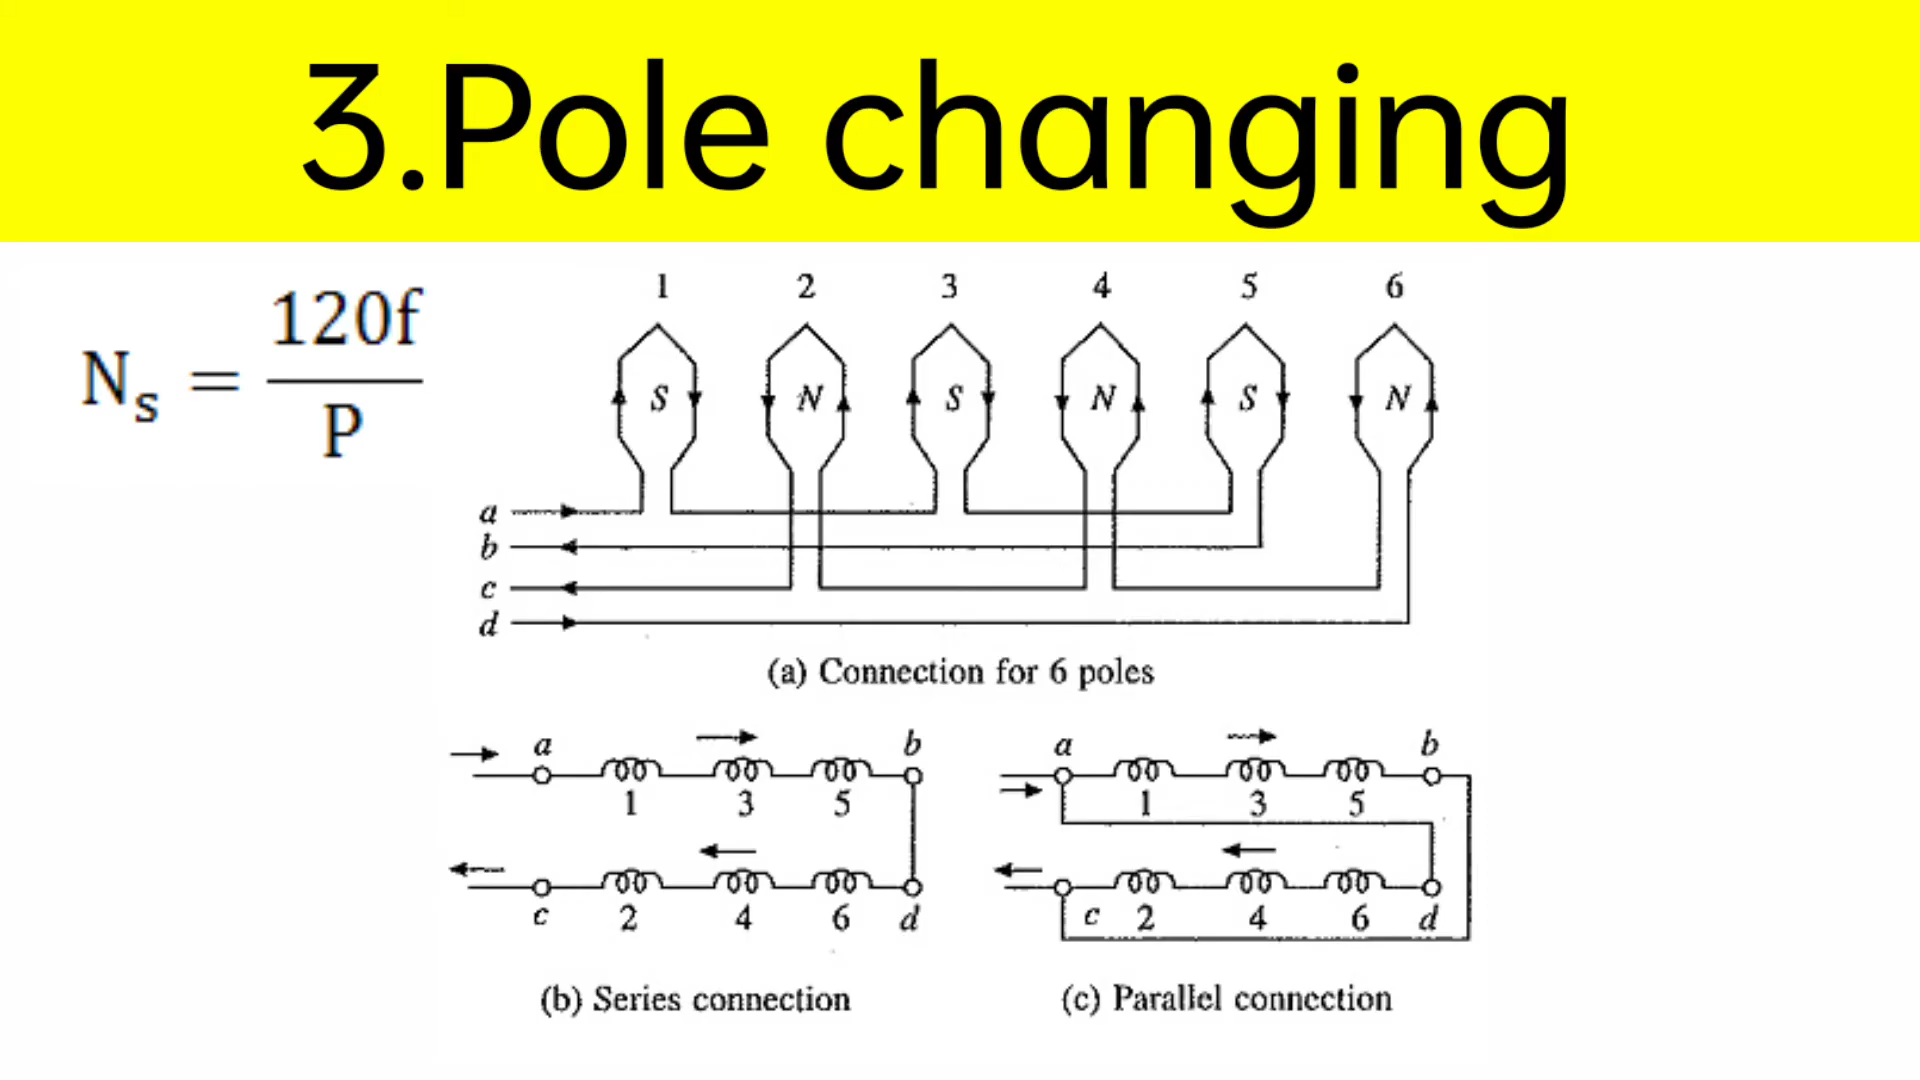 3.Pole changing
Nₛ = 120f / P
1 2 3 4 5 6
S N S N S N
a
b
c
d
(a) Connection for 6 poles
a b
1 3 5
c 2 4 6 d
(b) Series connection
a b
1 3 5
c 2 4 6 d
(c) Parallel connection